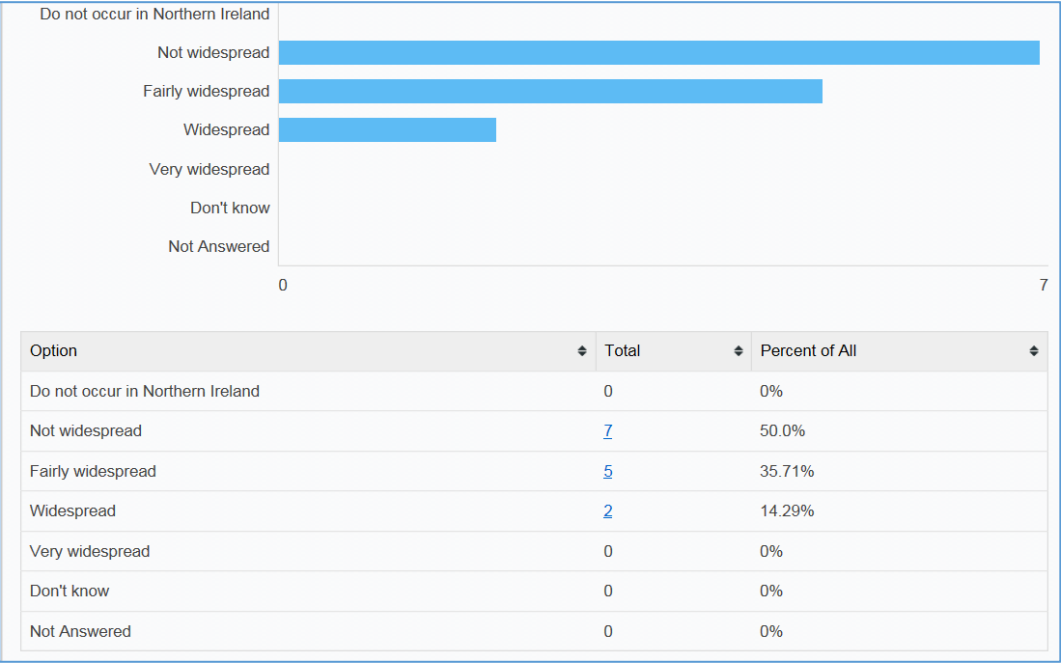 Do not occur in Northern Ireland
Not widespread
Fairly widespread
Widespread
Very widespread
Don't know
Not Answered
0 7
Option Total Percent of All
Do not occur in Northern Ireland 0 0%
Not widespread 7 50.0%
Fairly widespread 5 35.71%
Widespread 2 14.29%
Very widespread 0 0%
Don't know 0 0%
Not Answered 0 0%